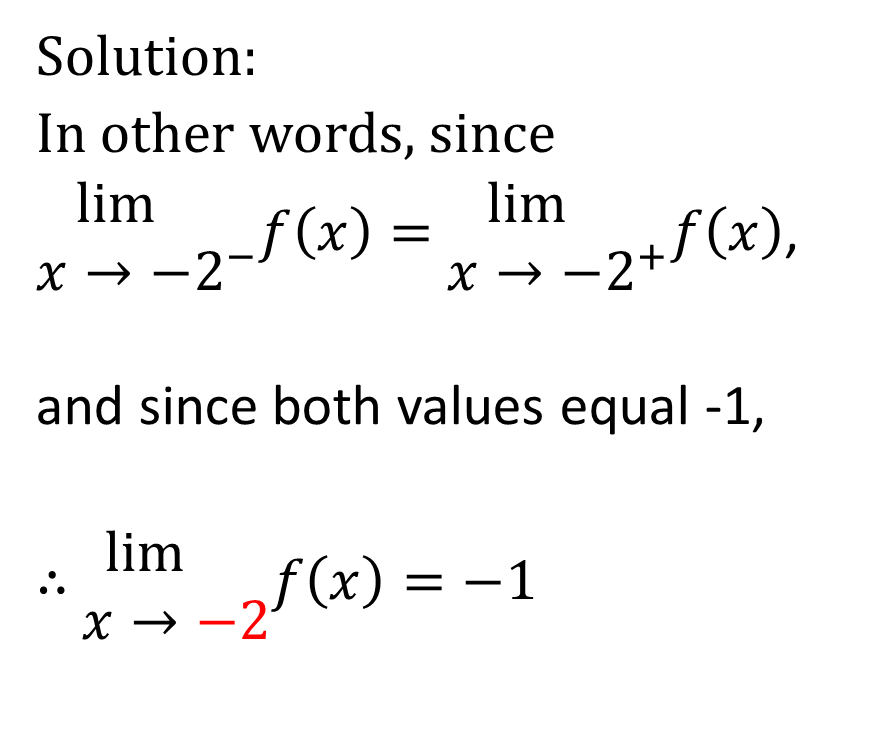 Solution:
In other words, since
lim x → −2⁻ f(x) = lim x → −2⁺ f(x),
and since both values equal -1,
∴ lim x → −2 f(x) = −1